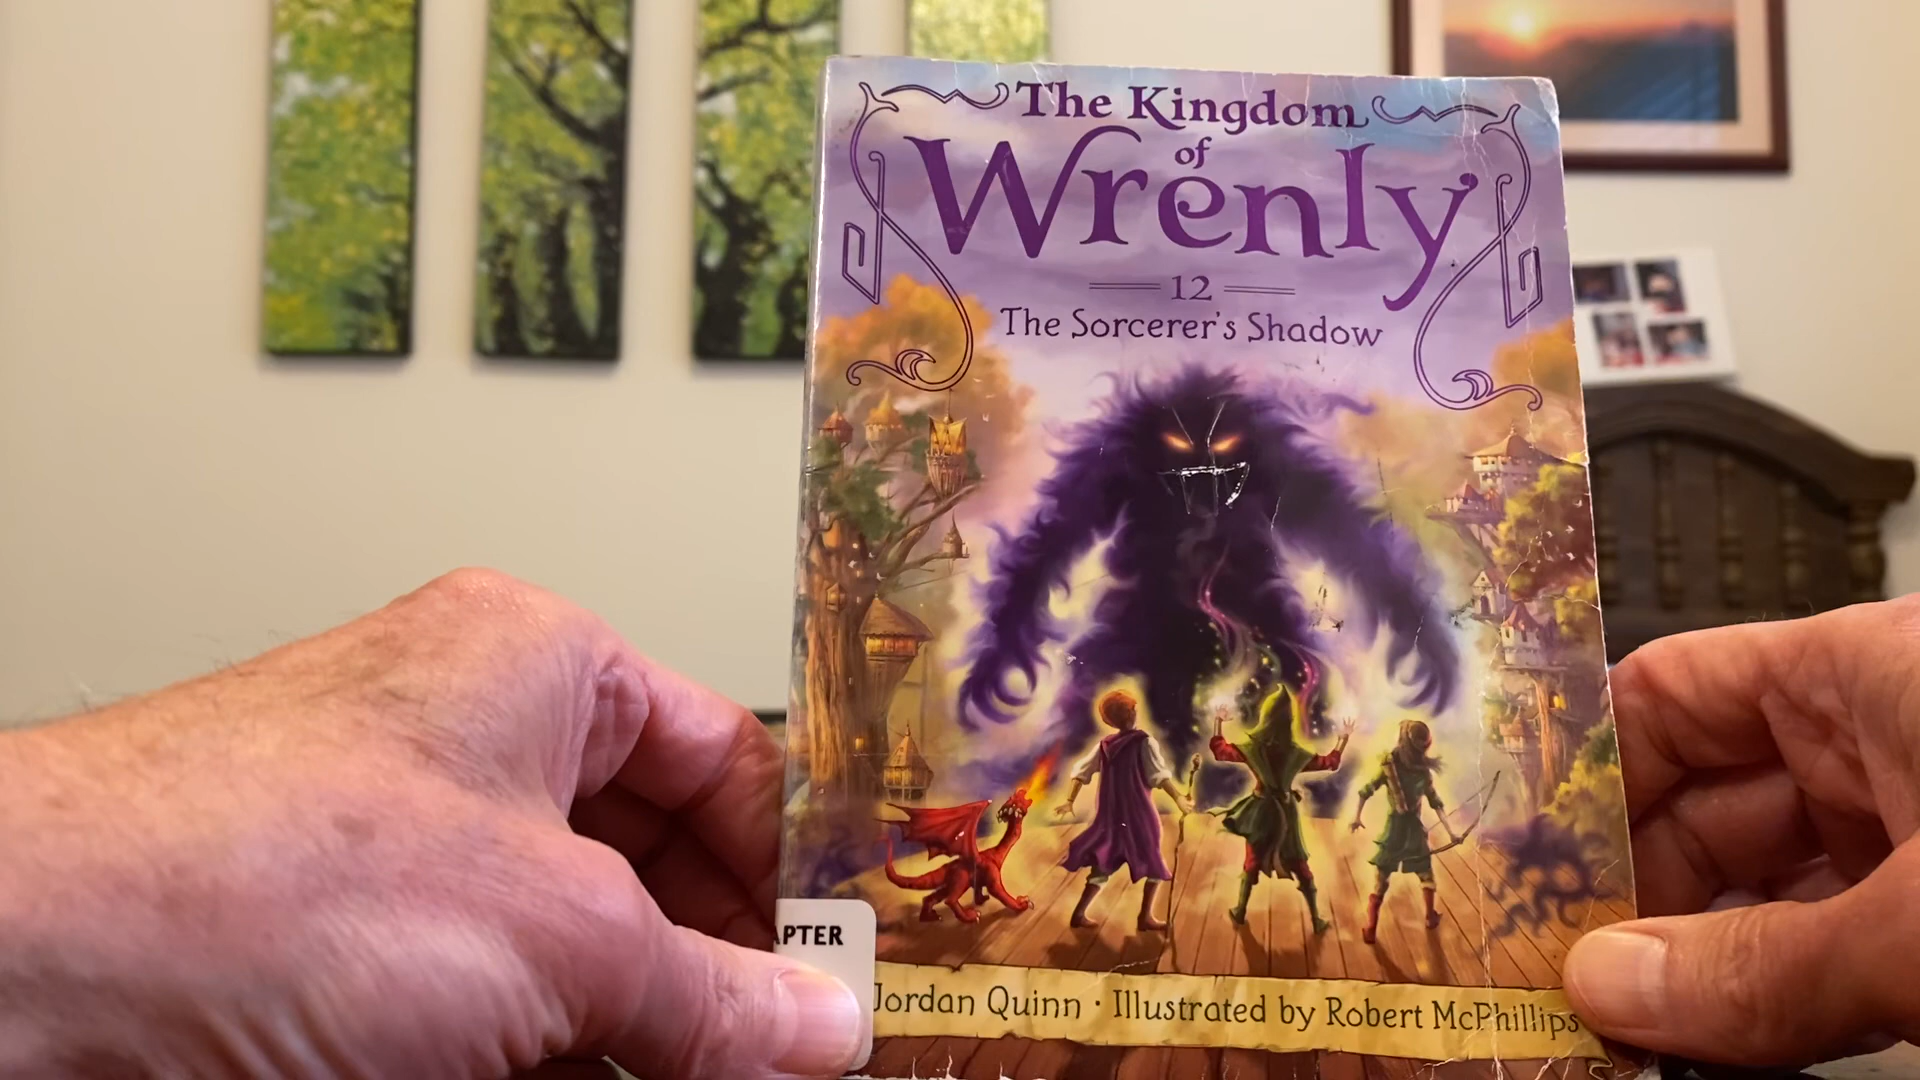 The Kingdom
of
Wrenly
12
The Sorcerer's Shadow
APTER
Jordan Quinn · Illustrated by Robert McPhillips